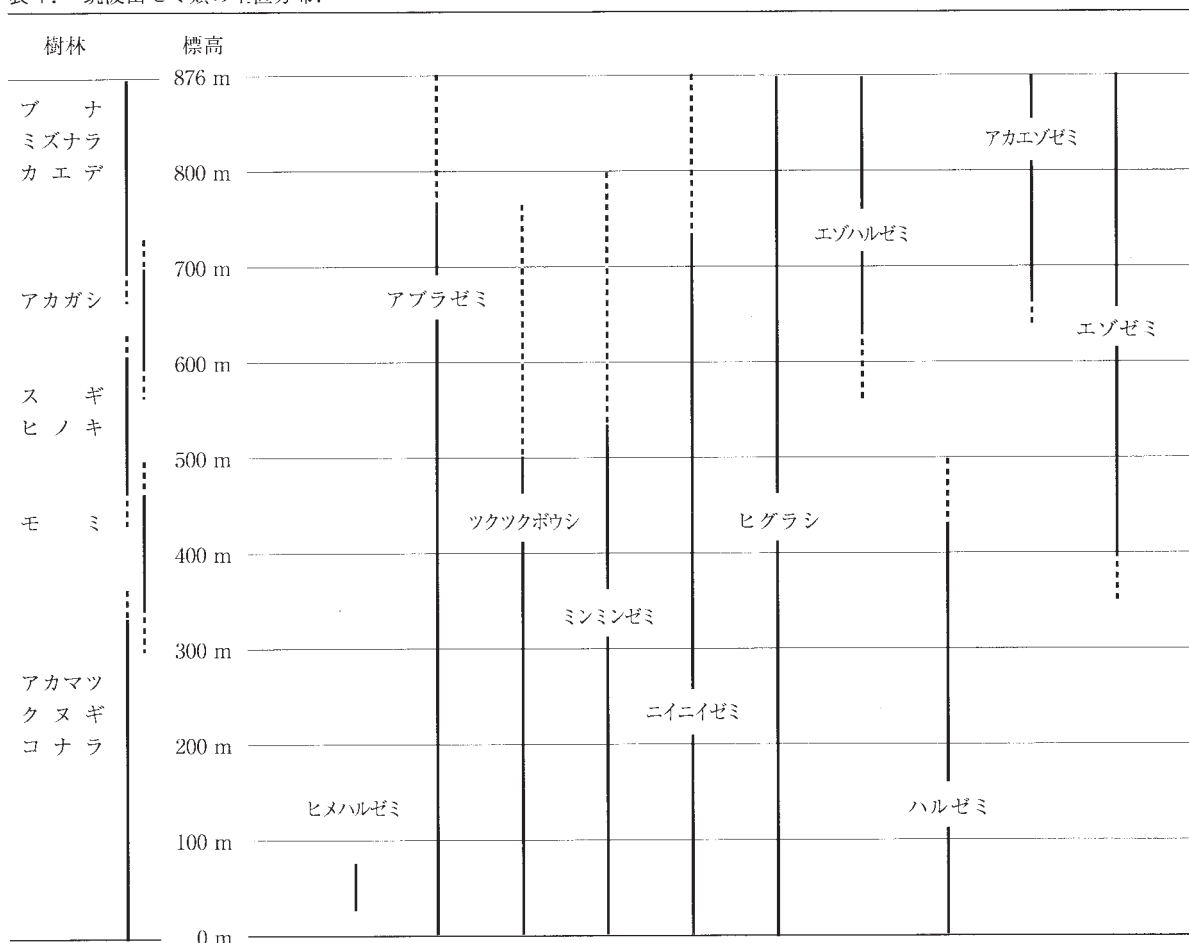 樹林 標高
876 m
ブナ
ミズナラ
カエデ
アカエゾゼミ
800 m
エゾハルゼミ
700 m
アカガシ
アブラゼミ
エゾゼミ
600 m
スギ
ヒノキ
500 m
モミ
ツクツクボウシ
ヒグラシ
400 m
ミンミンゼミ
300 m
アカマツ
クヌギ
ニイニイゼミ
コナラ
200 m
ヒメハルゼミ
ハルゼミ
100 m
0 m